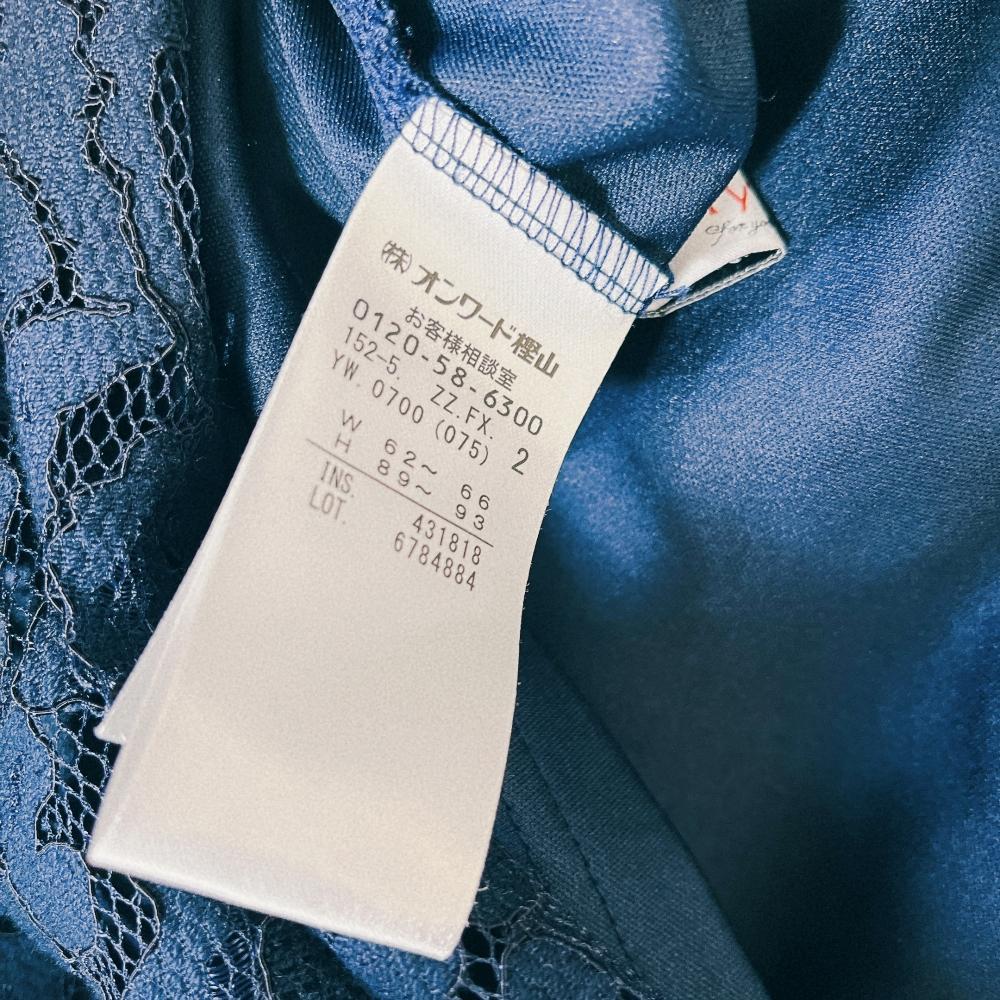 ㈱オンワード樫山
お客様相談室
0120-58-6300
152-5. ZZ.FX. 2
YW. 0700 (075)
W 62～ 66
H 89～ 93
INS. 431818
LOT. 6784884
Y